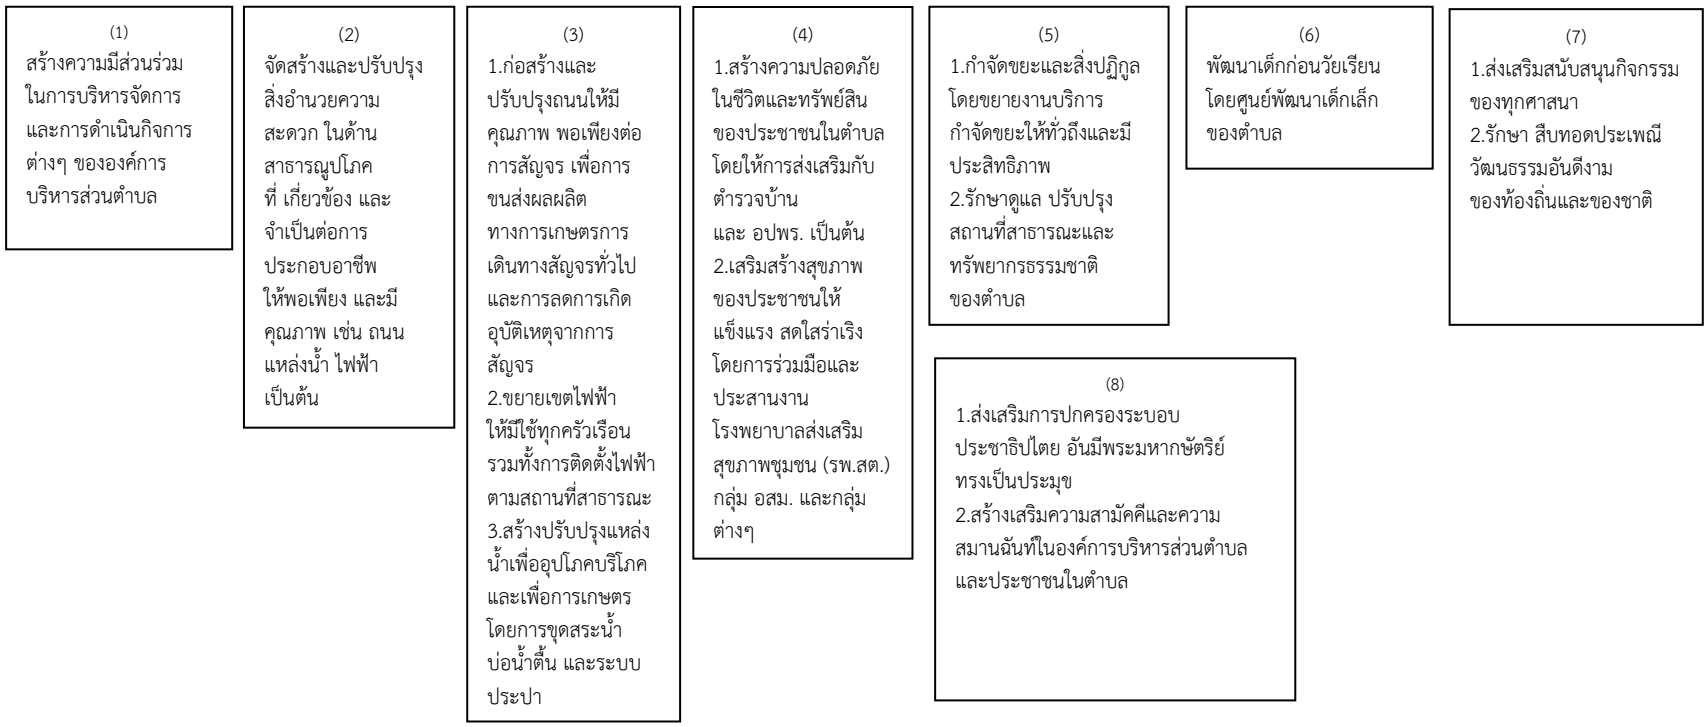 (1)
สร้างความมีส่วนร่วม
ในการบริหารจัดการ
และการดำเนินกิจการ
ต่างๆ ขององค์การ
บริหารส่วนตำบล
(2)
จัดสร้างและปรับปรุง
สิ่งอำนวยความ
สะดวก ในด้าน
สาธารณูปโภค
ที่ เกี่ยวข้อง และ
จำเป็นต่อการ
ประกอบอาชีพ
ให้พอเพียง และมี
คุณภาพ เช่น ถนน
แหล่งน้ำ ไฟฟ้า
เป็นต้น
(3)
1.ก่อสร้างและ
ปรับปรุงถนนให้มี
คุณภาพ พอเพียงต่อ
การสัญจร เพื่อการ
ขนส่งผลผลิต
ทางการเกษตรการ
เดินทางสัญจรทั่วไป
และการลดการเกิด
อุบัติเหตุจากการ
สัญจร
2.ขยายเขตไฟฟ้า
ให้มีใช้ทุกครัวเรือน
รวมทั้งการติดตั้งไฟฟ้า
ตามสถานที่สาธารณะ
3.สร้างปรับปรุงแหล่ง
น้ำเพื่ออุปโภคบริโภค
และเพื่อการเกษตร
โดยการขุดสระน้ำ
บ่อน้ำตื้น และระบบ
ประปา
(4)
1.สร้างความปลอดภัย
ในชีวิตและทรัพย์สิน
ของประชาชนในตำบล
โดยให้การส่งเสริมกับ
ตำรวจบ้าน
และ อปพร. เป็นต้น
2.เสริมสร้างสุขภาพ
ของประชาชนให้
แข็งแรง สดใสร่าเริง
โดยการร่วมมือและ
ประสานงาน
โรงพยาบาลส่งเสริม
สุขภาพชุมชน (รพ.สต.)
กลุ่ม อสม. และกลุ่ม
ต่างๆ
(5)
1.กำจัดขยะและสิ่งปฏิกูล
โดยขยายงานบริการ
กำจัดขยะให้ทั่วถึงและมี
ประสิทธิภาพ
2.รักษาดูแล ปรับปรุง
สถานที่สาธารณะและ
ทรัพยากรธรรมชาติ
ของตำบล
(6)
พัฒนาเด็กก่อนวัยเรียน
โดยศูนย์พัฒนาเด็กเล็ก
ของตำบล
(7)
1.ส่งเสริมสนับสนุนกิจกรรม
ของทุกศาสนา
2.รักษา สืบทอดประเพณี
วัฒนธรรมอันดีงาม
ของท้องถิ่นและของชาติ
(8)
1.ส่งเสริมการปกครองระบอบ
ประชาธิปไตย อันมีพระมหากษัตริย์
ทรงเป็นประมุข
2.สร้างเสริมความสามัคคีและความ
สมานฉันท์ในองค์การบริหารส่วนตำบล
และประชาชนในตำบล